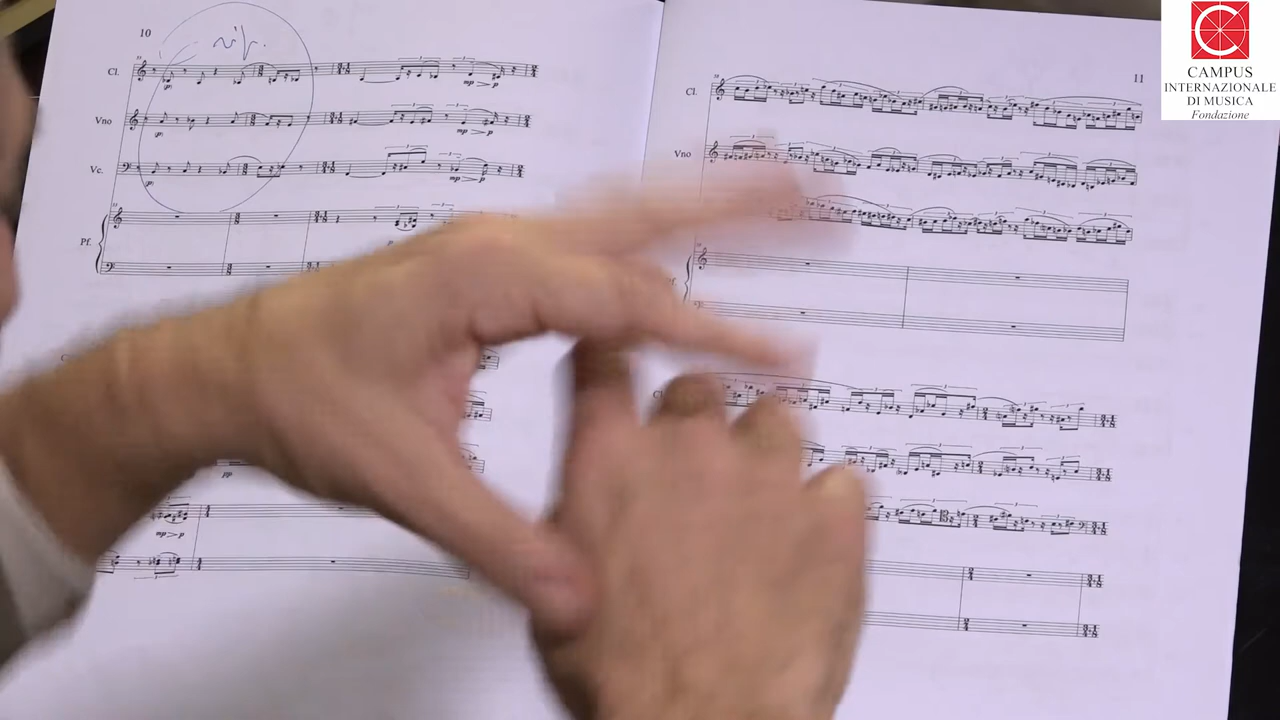 10
Cl.
(p)
mp > p
Vno
(p)
mp > p
Vc.
(p)
mp > p
Pf.
pp
mp > p
11
Cl.
Vno
CAMPUS
INTERNAZIONALE
DI MUSICA
Fondazione